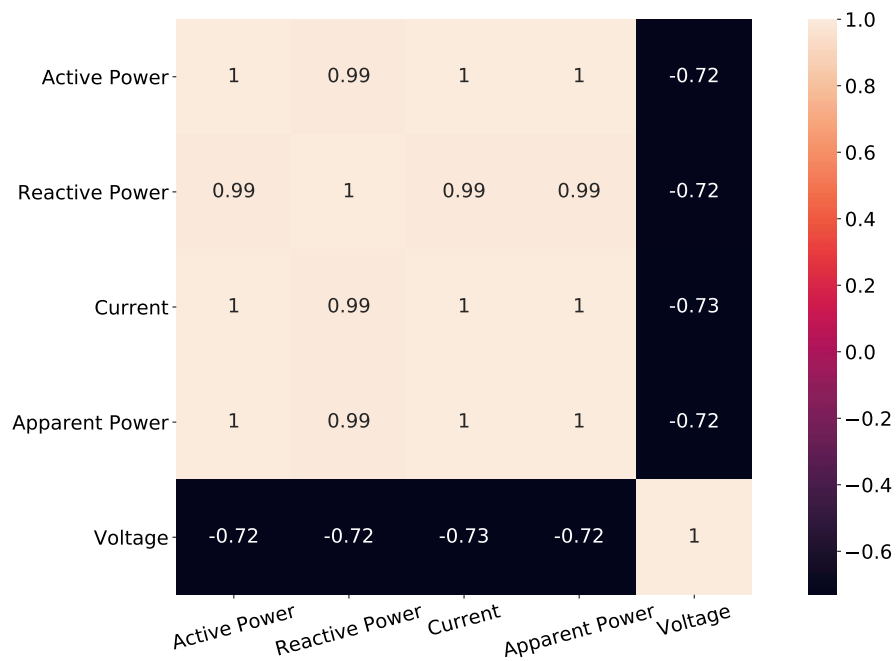 Active Power 1 0.99 1 1 -0.72
Reactive Power 0.99 1 0.99 0.99 -0.72
Current 1 0.99 1 1 -0.73
Apparent Power 1 0.99 1 1 -0.72
Voltage -0.72 -0.72 -0.73 -0.72 1
Active Power Reactive Power Current Apparent Power Voltage
1.0
0.8
0.6
0.4
0.2
0.0
−0.2
−0.4
−0.6